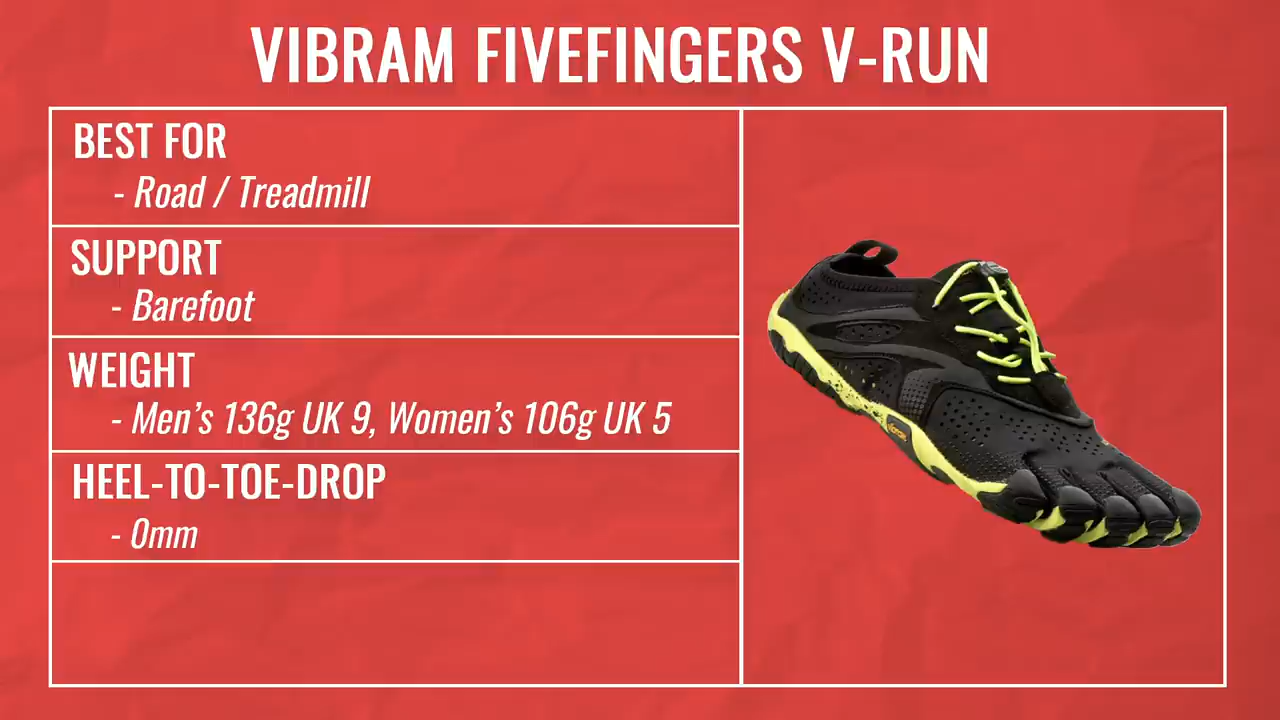 VIBRAM FIVEFINGERS V-RUN
BEST FOR
- Road / Treadmill
SUPPORT
- Barefoot
WEIGHT
- Men's 136g UK 9, Women's 106g UK 5
HEEL-TO-TOE-DROP
- 0mm